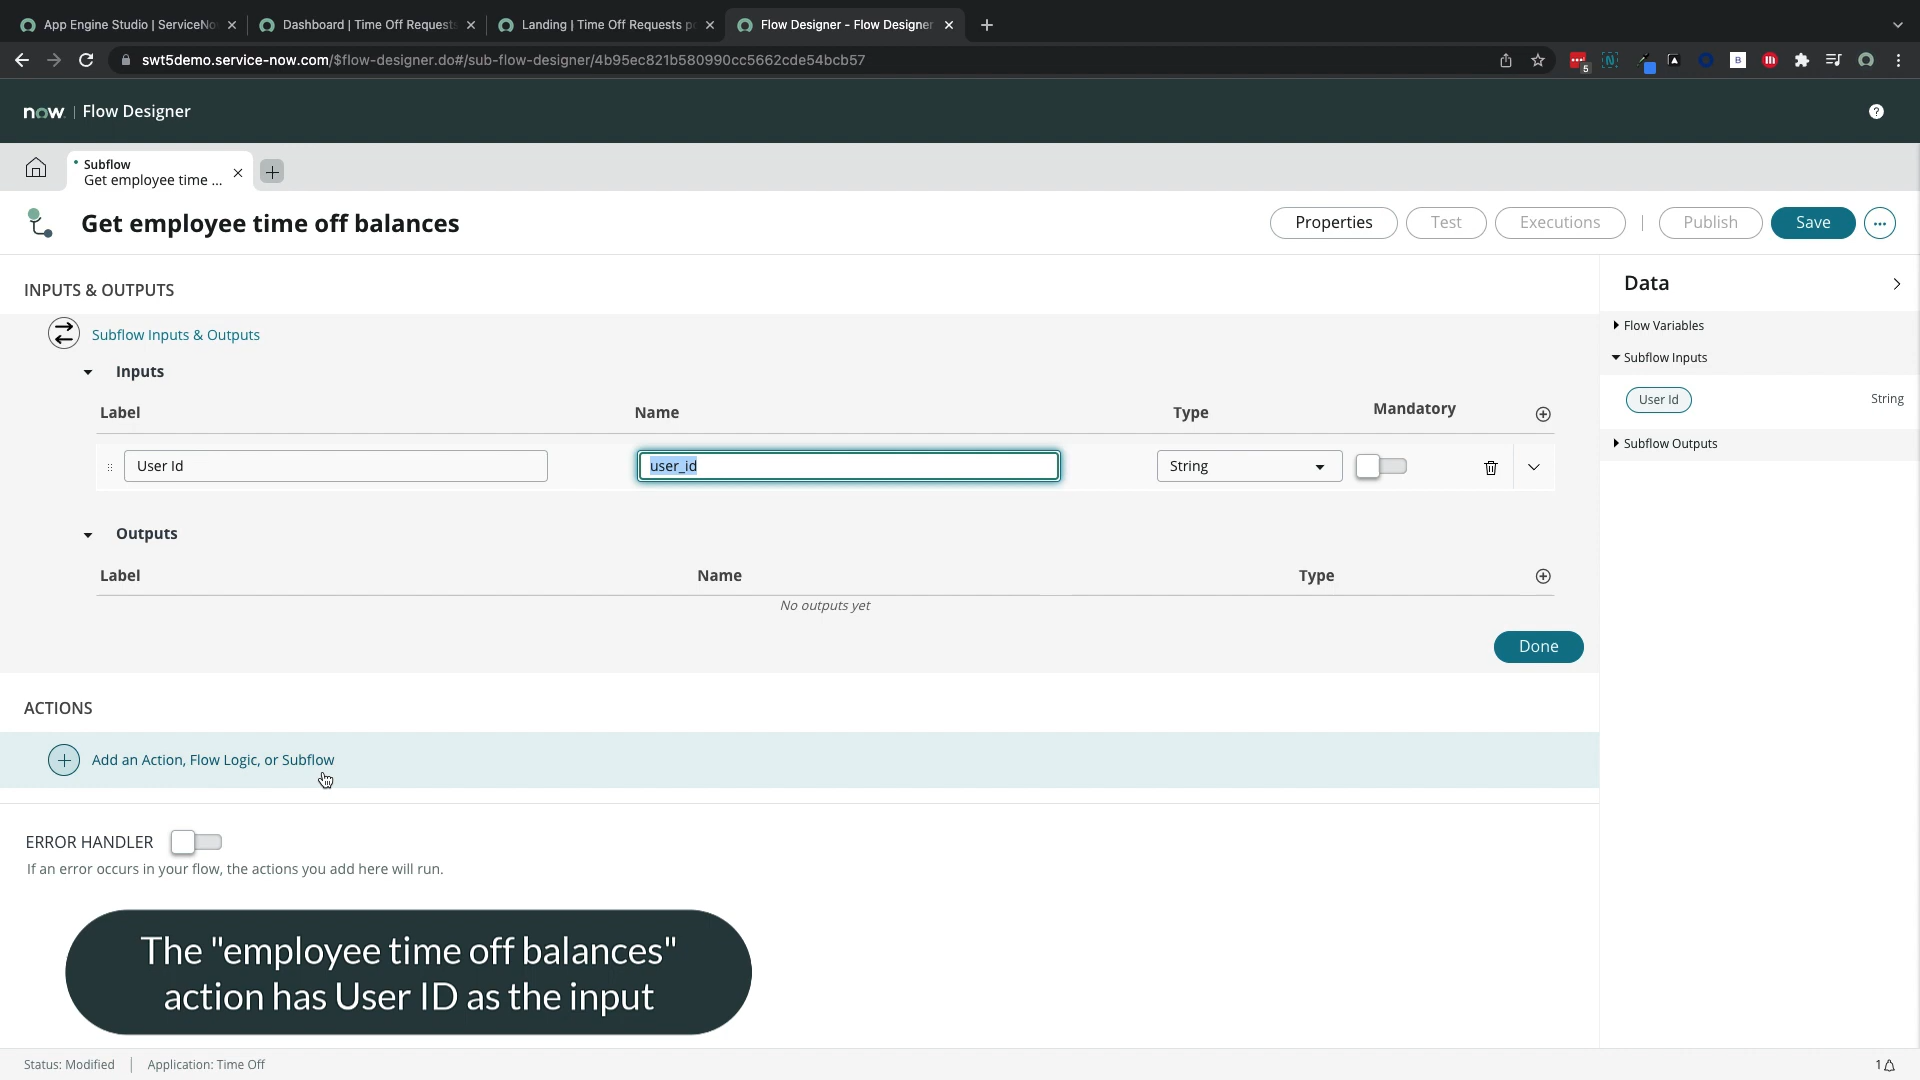 App Engine Studio | ServiceNo
Dashboard | Time Off Requests
Landing | Time Off Requests po
Flow Designer - Flow Designer
swt5demo.service-now.com/$flow-designer.do#/sub-flow-designer/4b95ec821b580990cc5662cde54bcb57
5
N
B
now | Flow Designer
?
Subflow
Get employee time ...
Get employee time off balances
Properties
Test
Executions
Publish
Save
INPUTS & OUTPUTS
Subflow Inputs & Outputs
Inputs
Label
Name
Type
Mandatory
User Id
user_id
String
Outputs
Label
Name
Type
No outputs yet
Done
ACTIONS
Add an Action, Flow Logic, or Subflow
ERROR HANDLER
If an error occurs in your flow, the actions you add here will run.
The "employee time off balances"
action has User ID as the input
Data
Flow Variables
Subflow Inputs
User Id
String
Subflow Outputs
Status: Modified
Application: Time Off
1